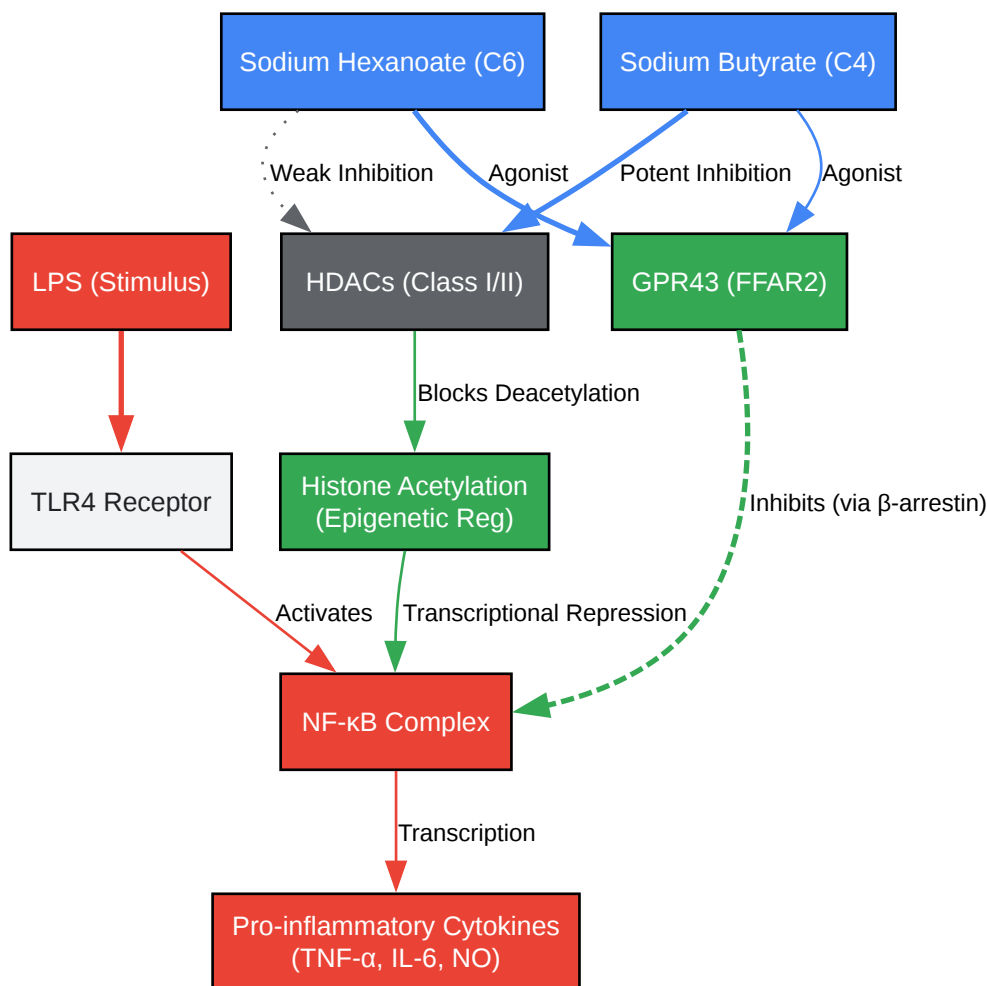 Sodium Hexanoate (C6)
Sodium Butyrate (C4)
Weak Inhibition
Agonist
Potent Inhibition
Agonist
LPS (Stimulus)
HDACs (Class I/II)
GPR43 (FFAR2)
Blocks Deacetylation
TLR4 Receptor
Histone Acetylation
(Epigenetic Reg)
Inhibits (via β-arrestin)
Activates
Transcriptional Repression
NF-κB Complex
Transcription
Pro-inflammatory Cytokines
(TNF-α, IL-6, NO)